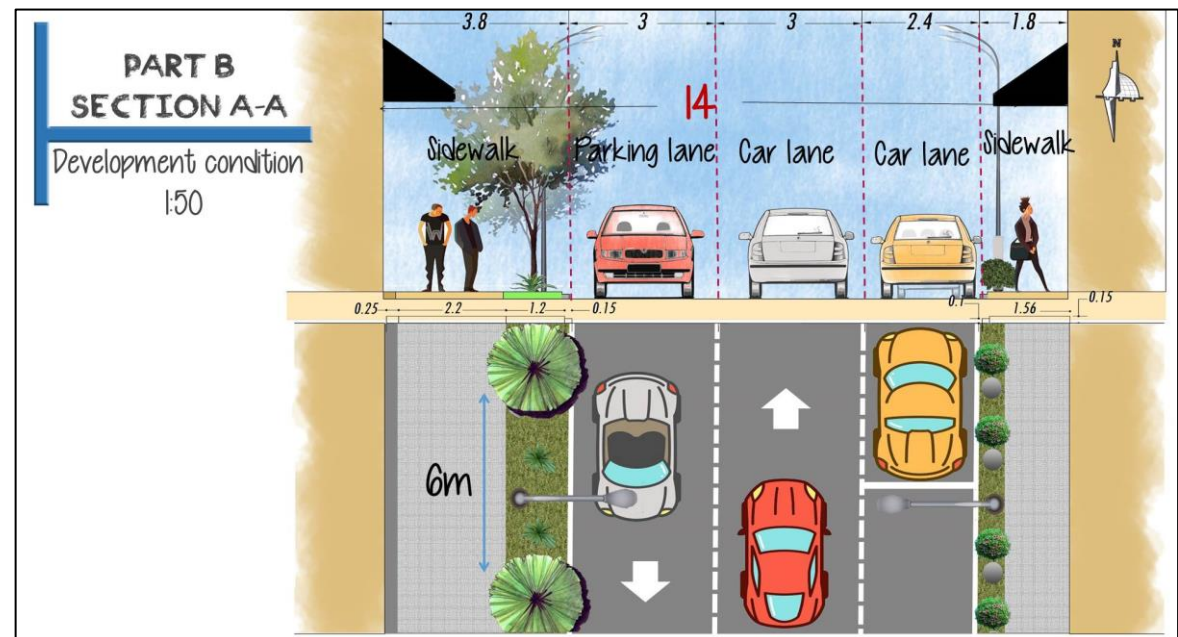 PART B
SECTION A-A
Development condition
1:50
3.8 3 3 2.4 1.8
N
14
Sidewalk Parking lane Car lane Car lane Sidewalk
0.25 2.2 1.2 0.15 0.1 1.56 0.15
6m